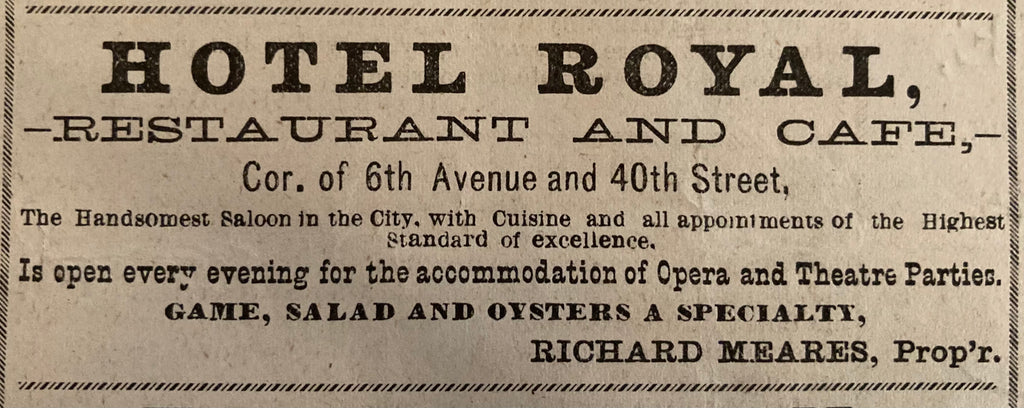 HOTEL ROYAL,
–RESTAURANT AND CAFE,–
Cor. of 6th Avenue and 40th Street,
The Handsomest Saloon in the City, with Cuisine and all appointments of the Highest
Standard of excellence.
Is open every evening for the accommodation of Opera and Theatre Parties.
GAME, SALAD AND OYSTERS A SPECIALTY,
RICHARD MEARES, Prop'r.